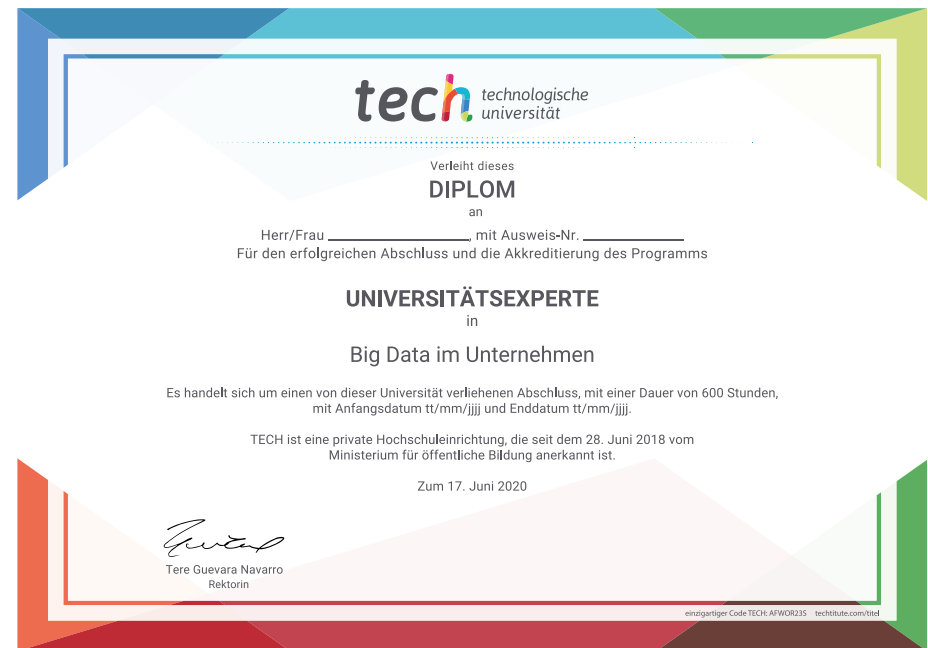 tech technologische
universität
Verleiht dieses
DIPLOM
an
Herr/Frau ____________, mit Ausweis-Nr. ____________
Für den erfolgreichen Abschluss und die Akkreditierung des Programms
UNIVERSITÄTSEXPERTE
in
Big Data im Unternehmen
Es handelt sich um einen von dieser Universität verliehenen Abschluss, mit einer Dauer von 600 Stunden,
mit Anfangsdatum tt/mm/jjjj und Enddatum tt/mm/jjjj.
TECH ist eine private Hochschuleinrichtung, die seit dem 28. Juni 2018 vom
Ministerium für öffentliche Bildung anerkannt ist.
Zum 17. Juni 2020
Tere Guevara Navarro
Rektorin
einzigartiger Code TECH: AFWOR23S techtitute.com/titel